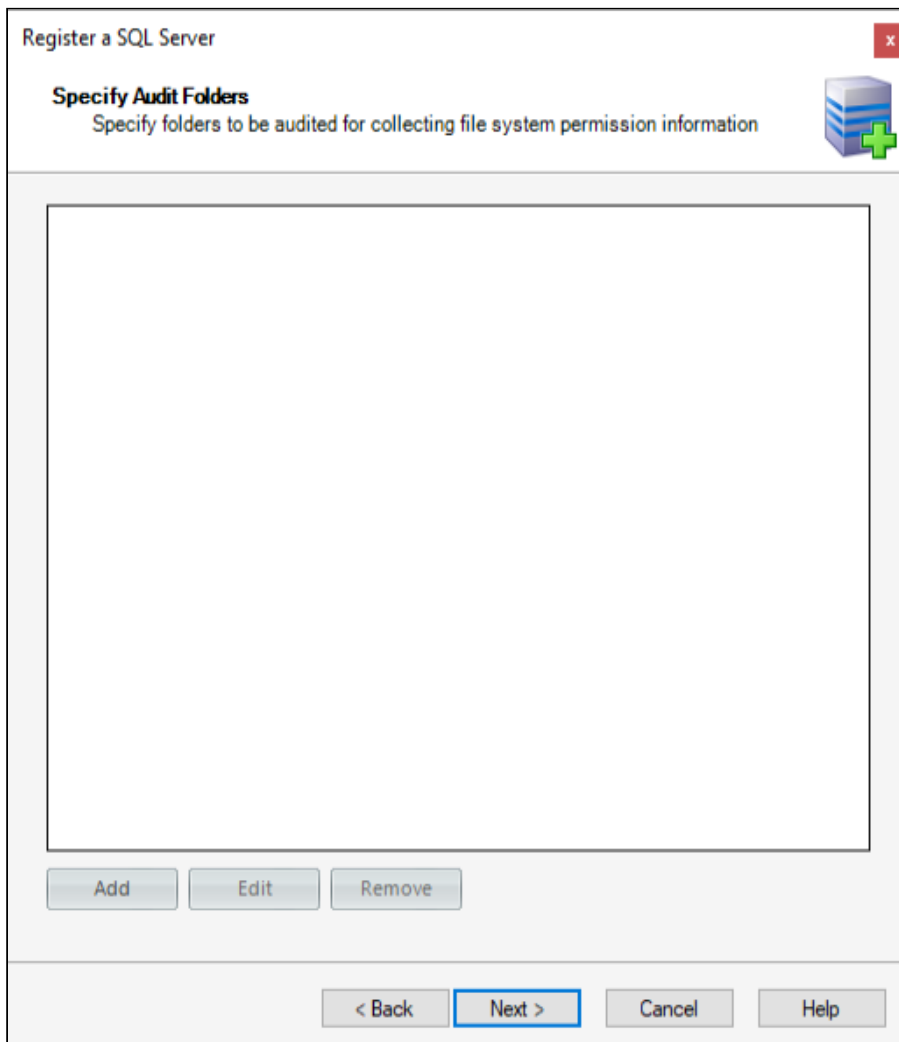 Register a SQL Server
x
Specify Audit Folders
Specify folders to be audited for collecting file system permission information
Add Edit Remove
< Back Next > Cancel Help